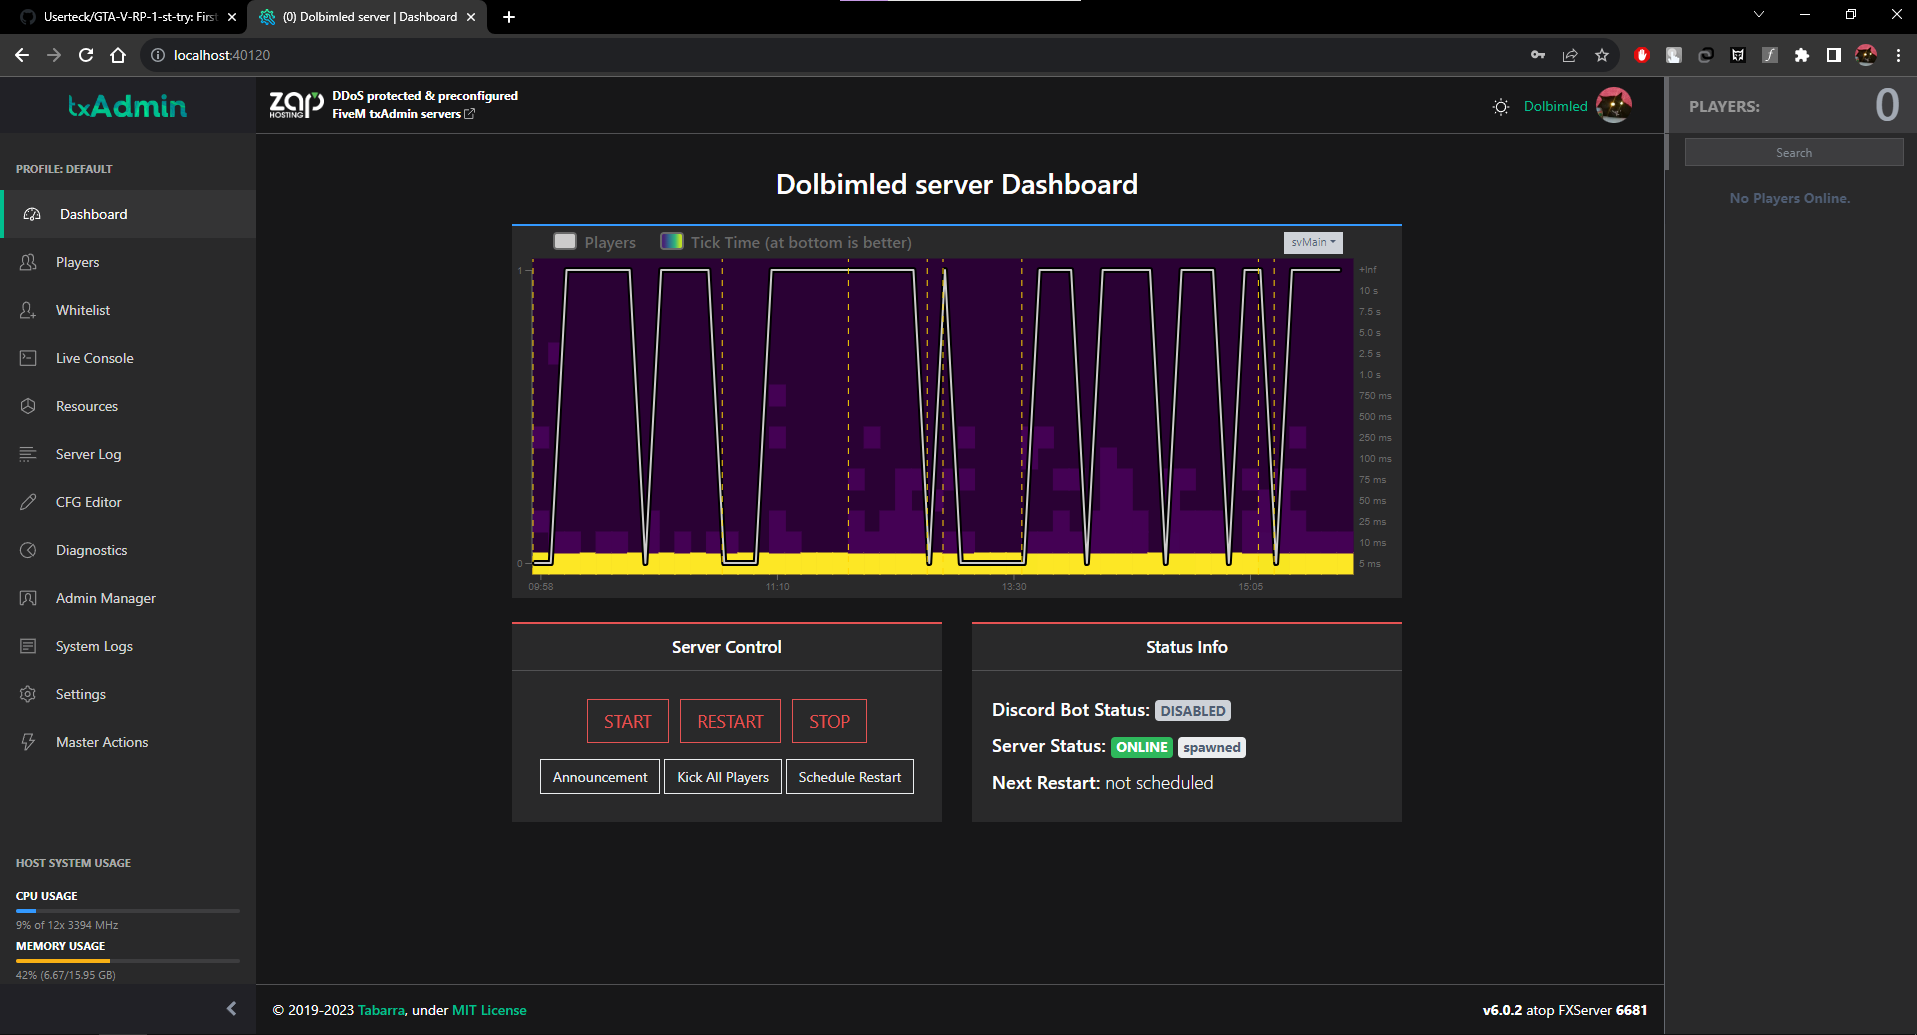 Userteck/GTA-V-RP-1-st-try: First
(0) Dolbimled server | Dashboard
localhost:40120
txAdmin
PROFILE: DEFAULT
Dashboard
Players
Whitelist
Live Console
Resources
Server Log
CFG Editor
Diagnostics
Admin Manager
System Logs
Settings
Master Actions
HOST SYSTEM USAGE
CPU USAGE
9% of 12x 3394 MHz
MEMORY USAGE
42% (6.67/15.95 GB)
ZAP HOSTING
DDoS protected & preconfigured
FiveM txAdmin servers
Dolbimled
Dolbimled server Dashboard
Players
Tick Time (at bottom is better)
svMain
1
0
+Inf
10 s
7.5 s
5.0 s
2.5 s
1.0 s
750 ms
500 ms
250 ms
100 ms
75 ms
50 ms
25 ms
10 ms
5 ms
09:58
11:10
13:30
15:05
Server Control
START
RESTART
STOP
Announcement
Kick All Players
Schedule Restart
Status Info
Discord Bot Status: DISABLED
Server Status: ONLINE spawned
Next Restart: not scheduled
PLAYERS:
0
Search
No Players Online.
© 2019-2023 Tabarra, under MIT License
v6.0.2 atop FXServer 6681